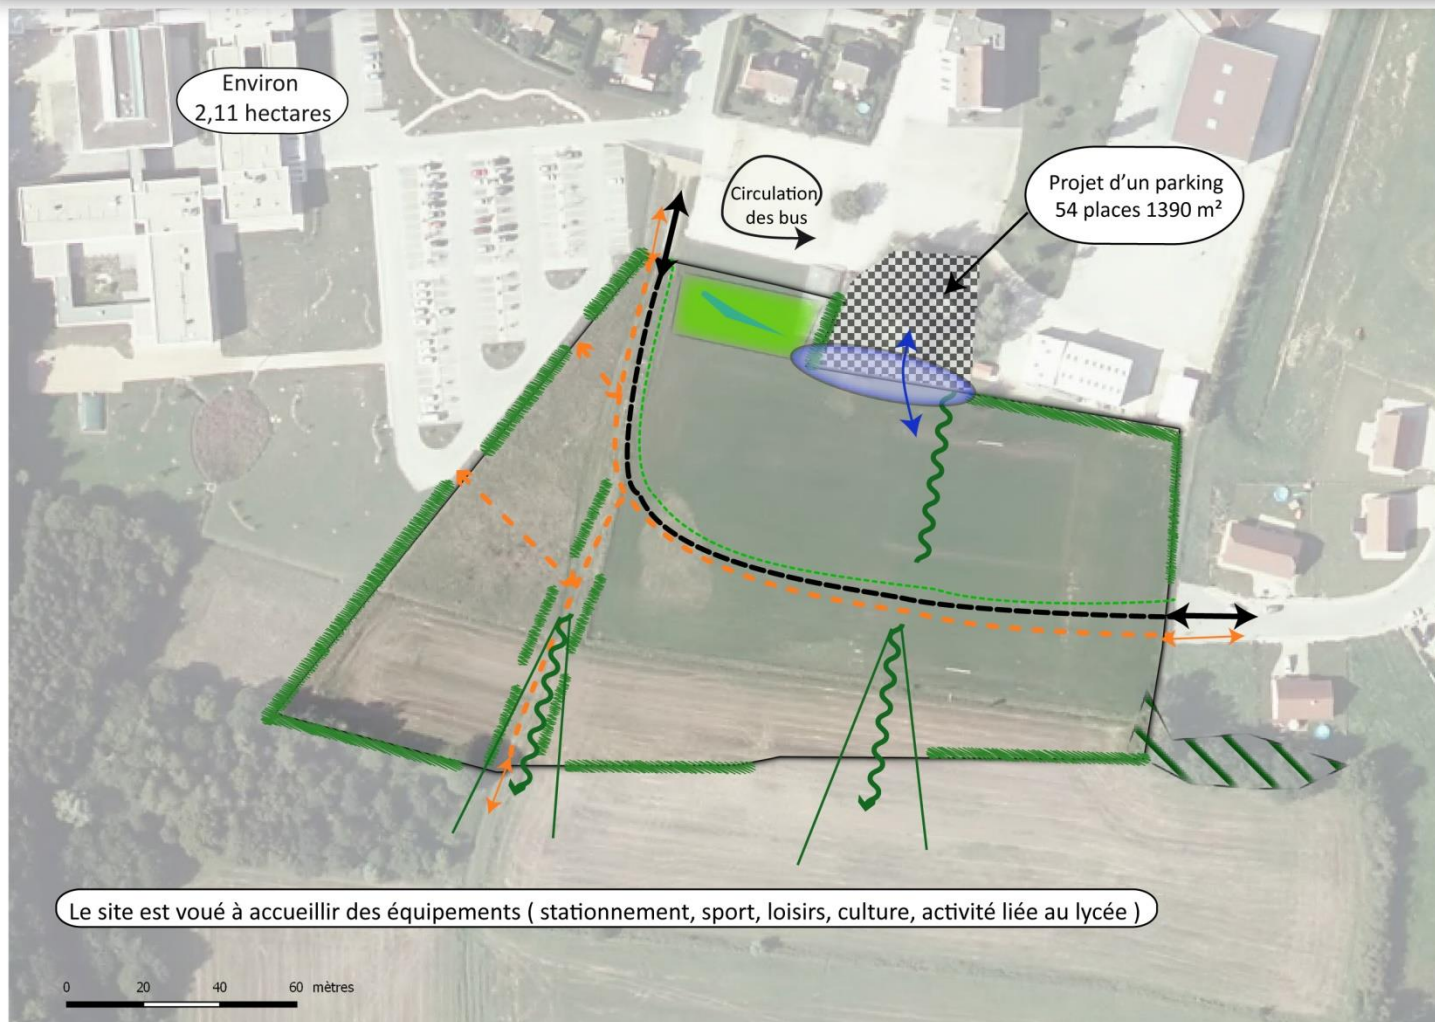 Environ
2,11 hectares
Circulation
des bus
Projet d'un parking
54 places 1390 m²
Le site est voué à accueillir des équipements ( stationnement, sport, loisirs, culture, activité liée au lycée )
0 20 40 60 mètres